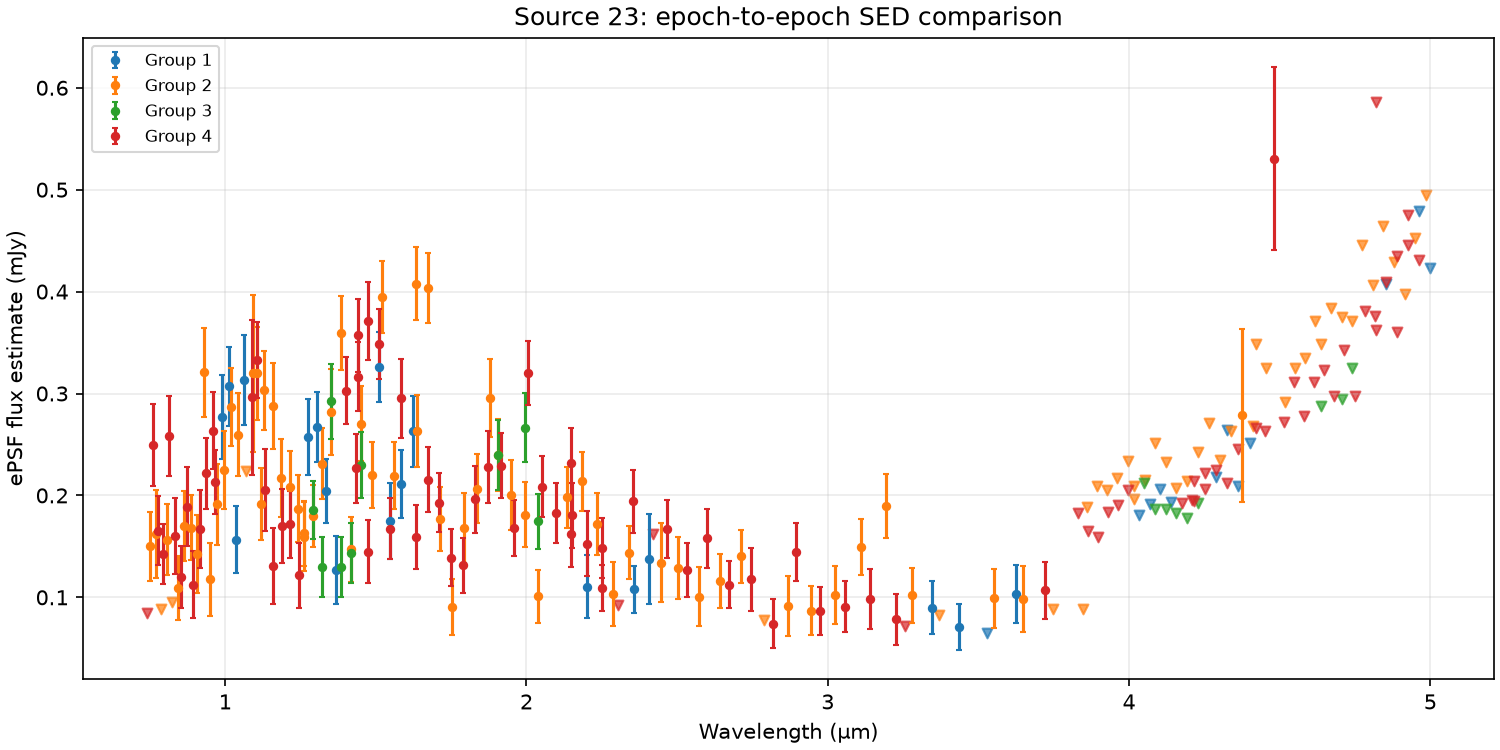 Source 23: epoch-to-epoch SED comparison
Group 1
Group 2
Group 3
Group 4
ePSF flux estimate (mJy)
0.6
0.5
0.4
0.3
0.2
0.1
1 2 3 4 5
Wavelength (μm)